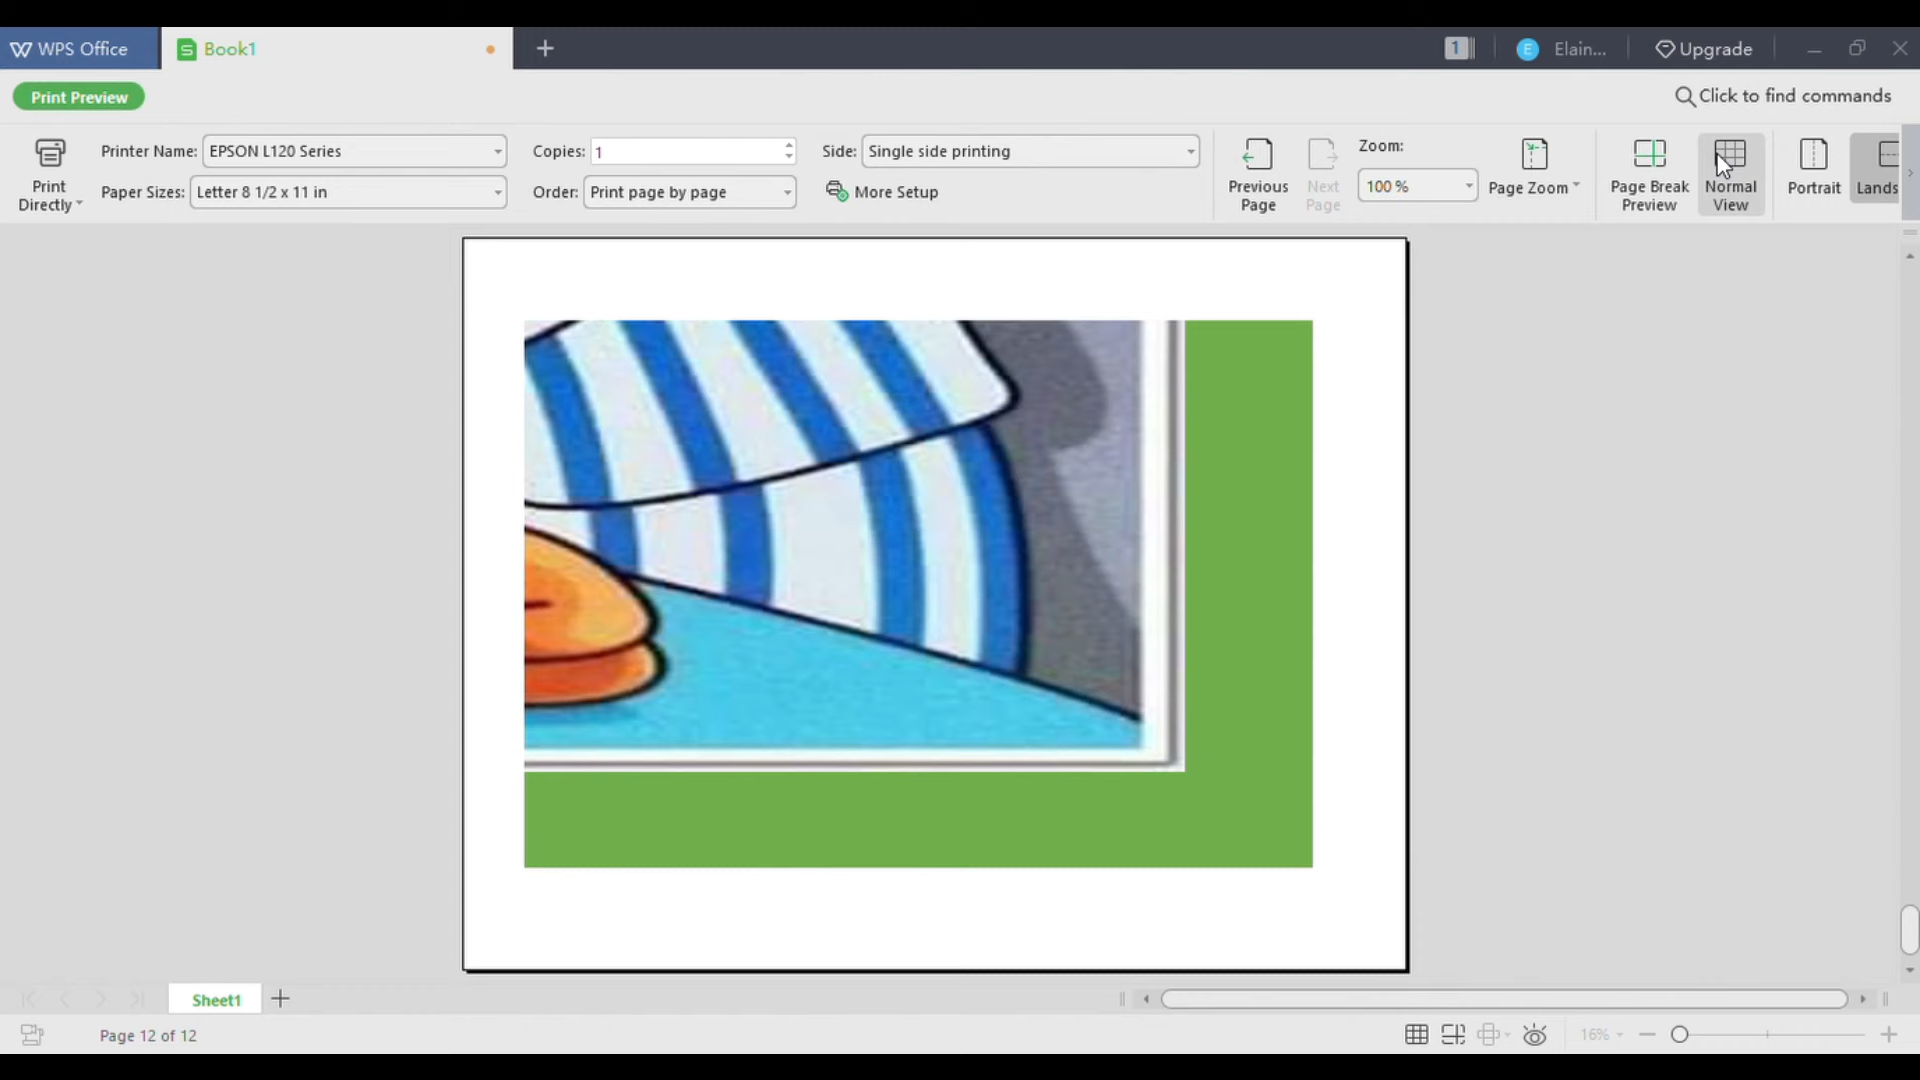 WPS Office
Book1
1
E
Elain...
Upgrade
Print Preview
Click to find commands
Print Directly
Printer Name: EPSON L120 Series
Paper Sizes: Letter 8 1/2 x 11 in
Copies: 1
Order: Print page by page
Side: Single side printing
More Setup
Previous Page
Next Page
Zoom:
100 %
Page Zoom
Page Break Preview
Normal View
Portrait
Lands
Sheet1
Page 12 of 12
16%